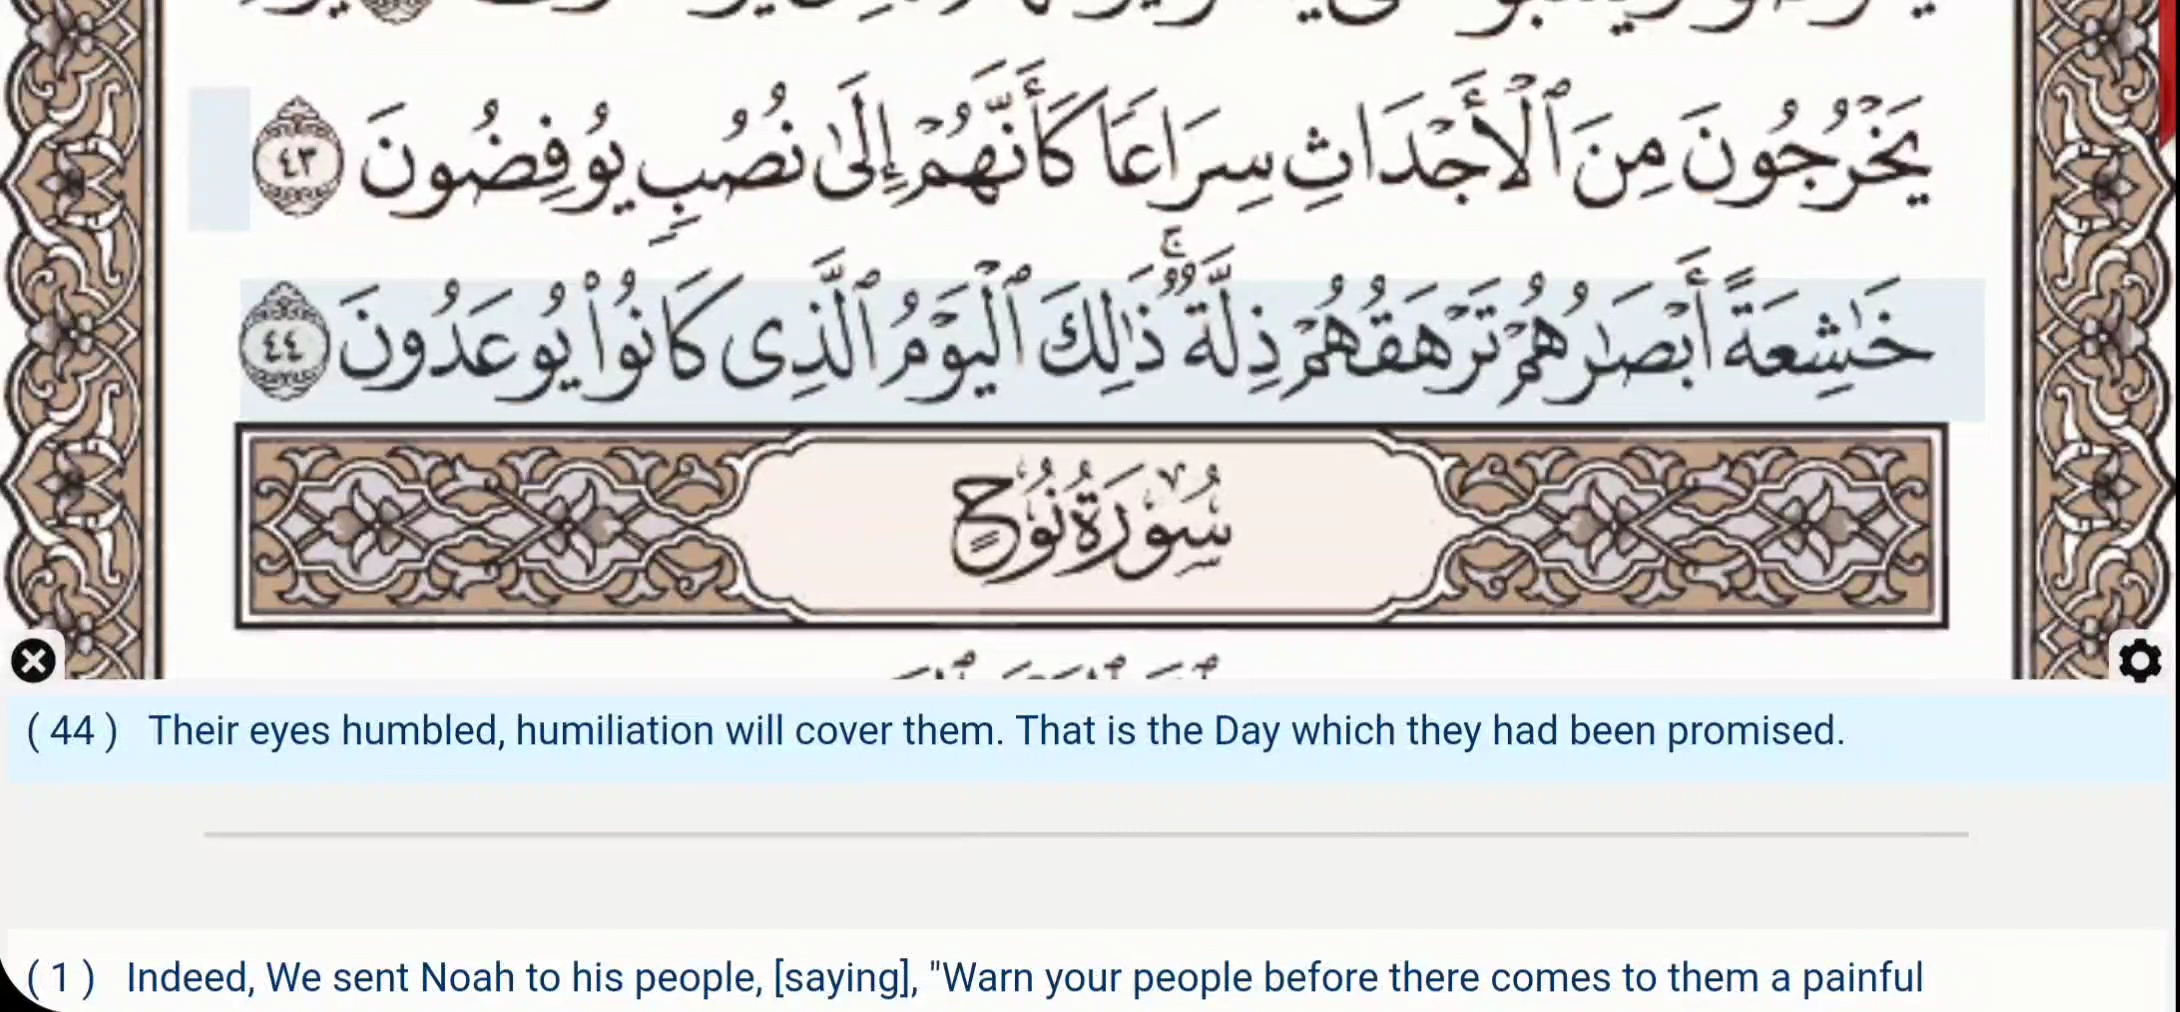 يَخْرُجُونَ مِنَ ٱلْأَجْدَاثِ سِرَاعًا كَأَنَّهُمْ إِلَىٰ نُصُبٍ يُوفِضُونَ ٤٣
خَٰشِعَةً أَبْصَٰرُهُمْ تَرْهَقُهُمْ ذِلَّةٌ ۚ ذَٰلِكَ ٱلْيَوْمُ ٱلَّذِى كَانُوا۟ يُوعَدُونَ ٤٤
سُورَةُ نُوحٍ
( 44 ) Their eyes humbled, humiliation will cover them. That is the Day which they had been promised.
( 1 ) Indeed, We sent Noah to his people, [saying], "Warn your people before there comes to them a painful